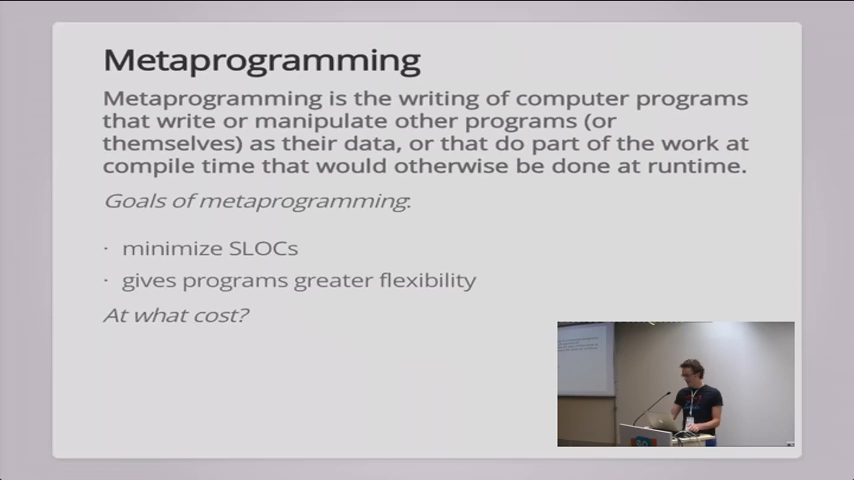 Metaprogramming
Metaprogramming is the writing of computer programs
that write or manipulate other programs (or
themselves) as their data, or that do part of the work at
compile time that would otherwise be done at runtime.
Goals of metaprogramming:
· minimize SLOCs
· gives programs greater flexibility
At what cost?